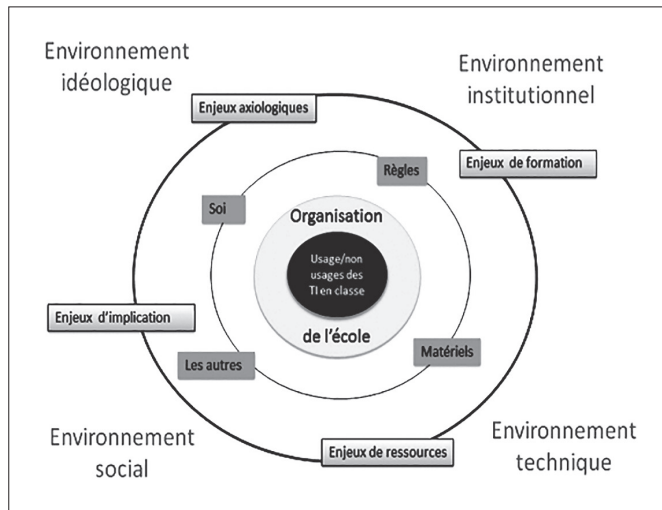 Environnement
idéologique
Environnement
institutionnel
Enjeux axiologiques
Enjeux de formation
Règles
Soi
Organisation
Usage/non
usages des
TI en classe
de l'école
Enjeux d'implication
Les autres
Matériels
Environnement
social
Enjeux de ressources
Environnement
technique